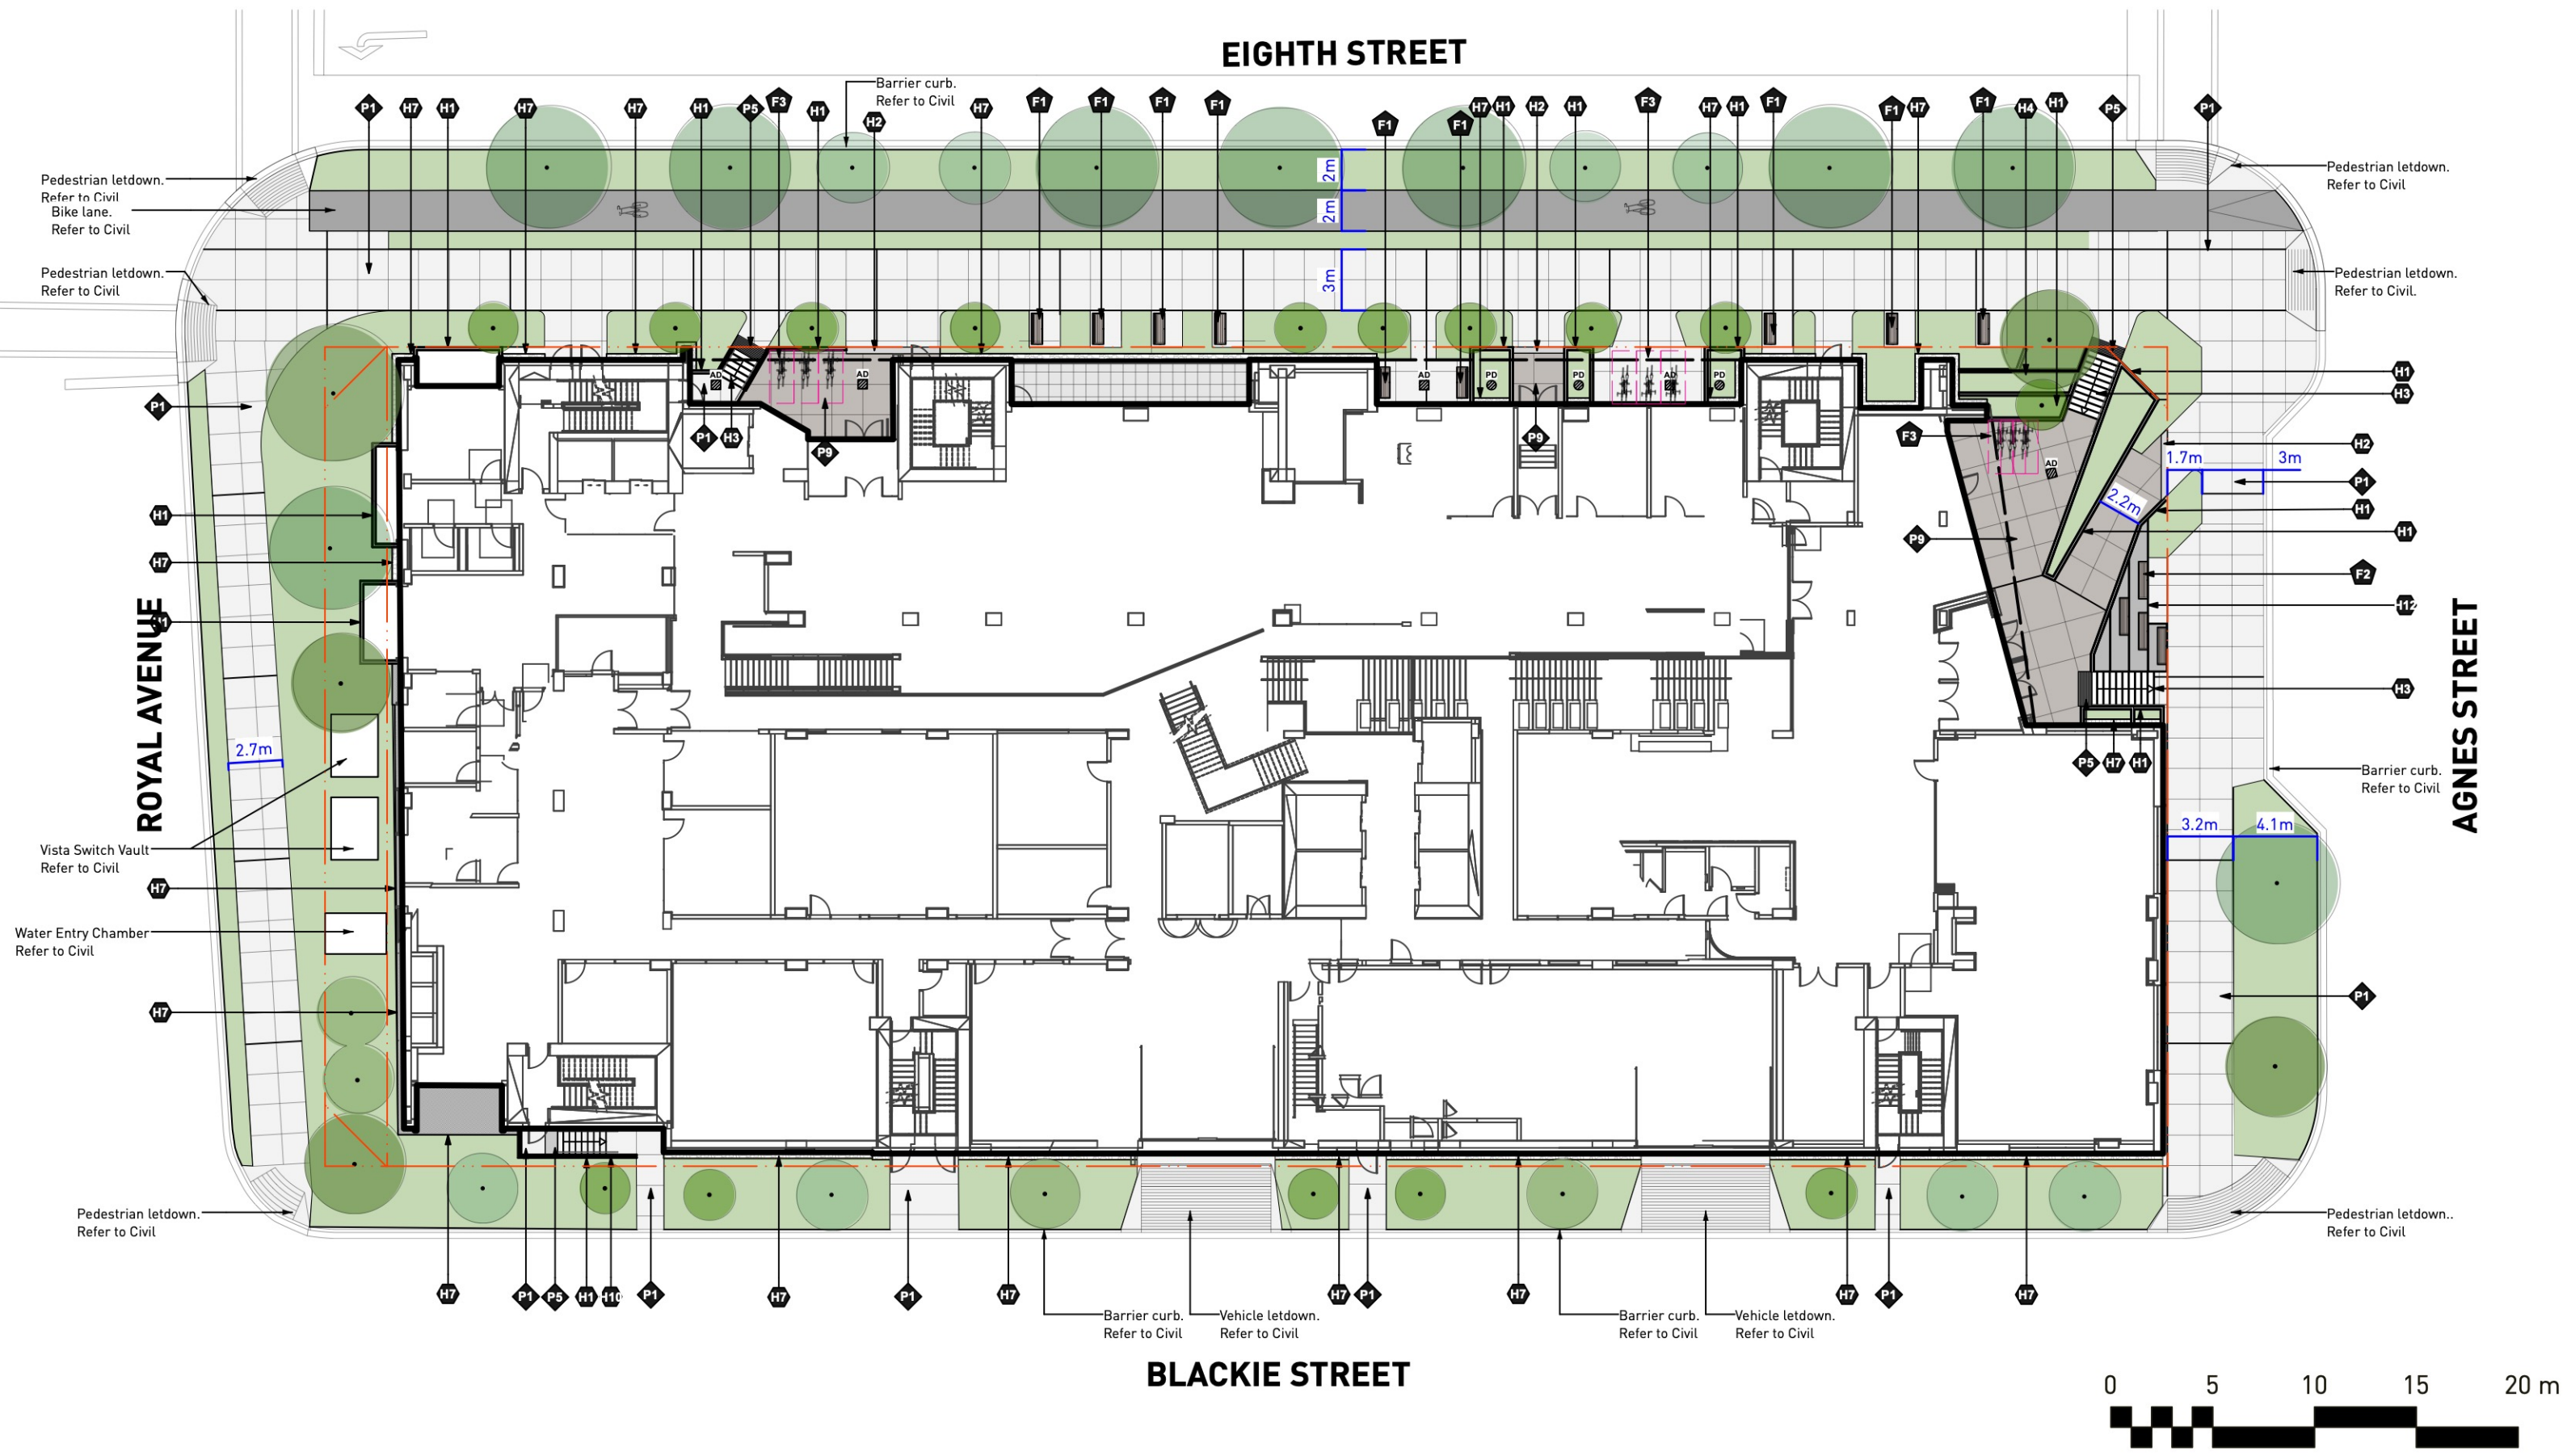 EIGHTH STREET
Barrier curb.
Refer to Civil
P1 H7 H1 H7 H7 H1 P5 F3 H1 H2 H7 F1 F1 F1 F1 F1 F1 H7 H1 H2 H1 F3 H7 H1 F1 F1 H7 F1 H4 H1 P5 P1
Pedestrian letdown.
Refer to Civil
Bike lane.
Refer to Civil
Pedestrian letdown.
Refer to Civil
2m
2m
3m
Pedestrian letdown.
Refer to Civil
Pedestrian letdown.
Refer to Civil.
AD
AD
AD
PD
PD
AD
PD
AD
P1 H3 P9
P9
F3
P9
P1
H1
H7
H1
ROYAL AVENUE
2.7m
Vista Switch Vault
Refer to Civil
H7
Water Entry Chamber
Refer to Civil
H7
H1
H3
H2
1.7m 3m
P1
2.2m
H1
H1
F2
H12
H3
P5 H7 H1
AGNES STREET
Barrier curb.
Refer to Civil
3.2m 4.1m
P1
Pedestrian letdown.
Refer to Civil
Pedestrian letdown..
Refer to Civil
H7 P1 P5 H1 H10 P1 H7 P1 H7 H7 P1 H7 H7 P1 H7
Barrier curb.
Refer to Civil
Vehicle letdown.
Refer to Civil
Barrier curb.
Refer to Civil
Vehicle letdown.
Refer to Civil
BLACKIE STREET
0 5 10 15 20 m